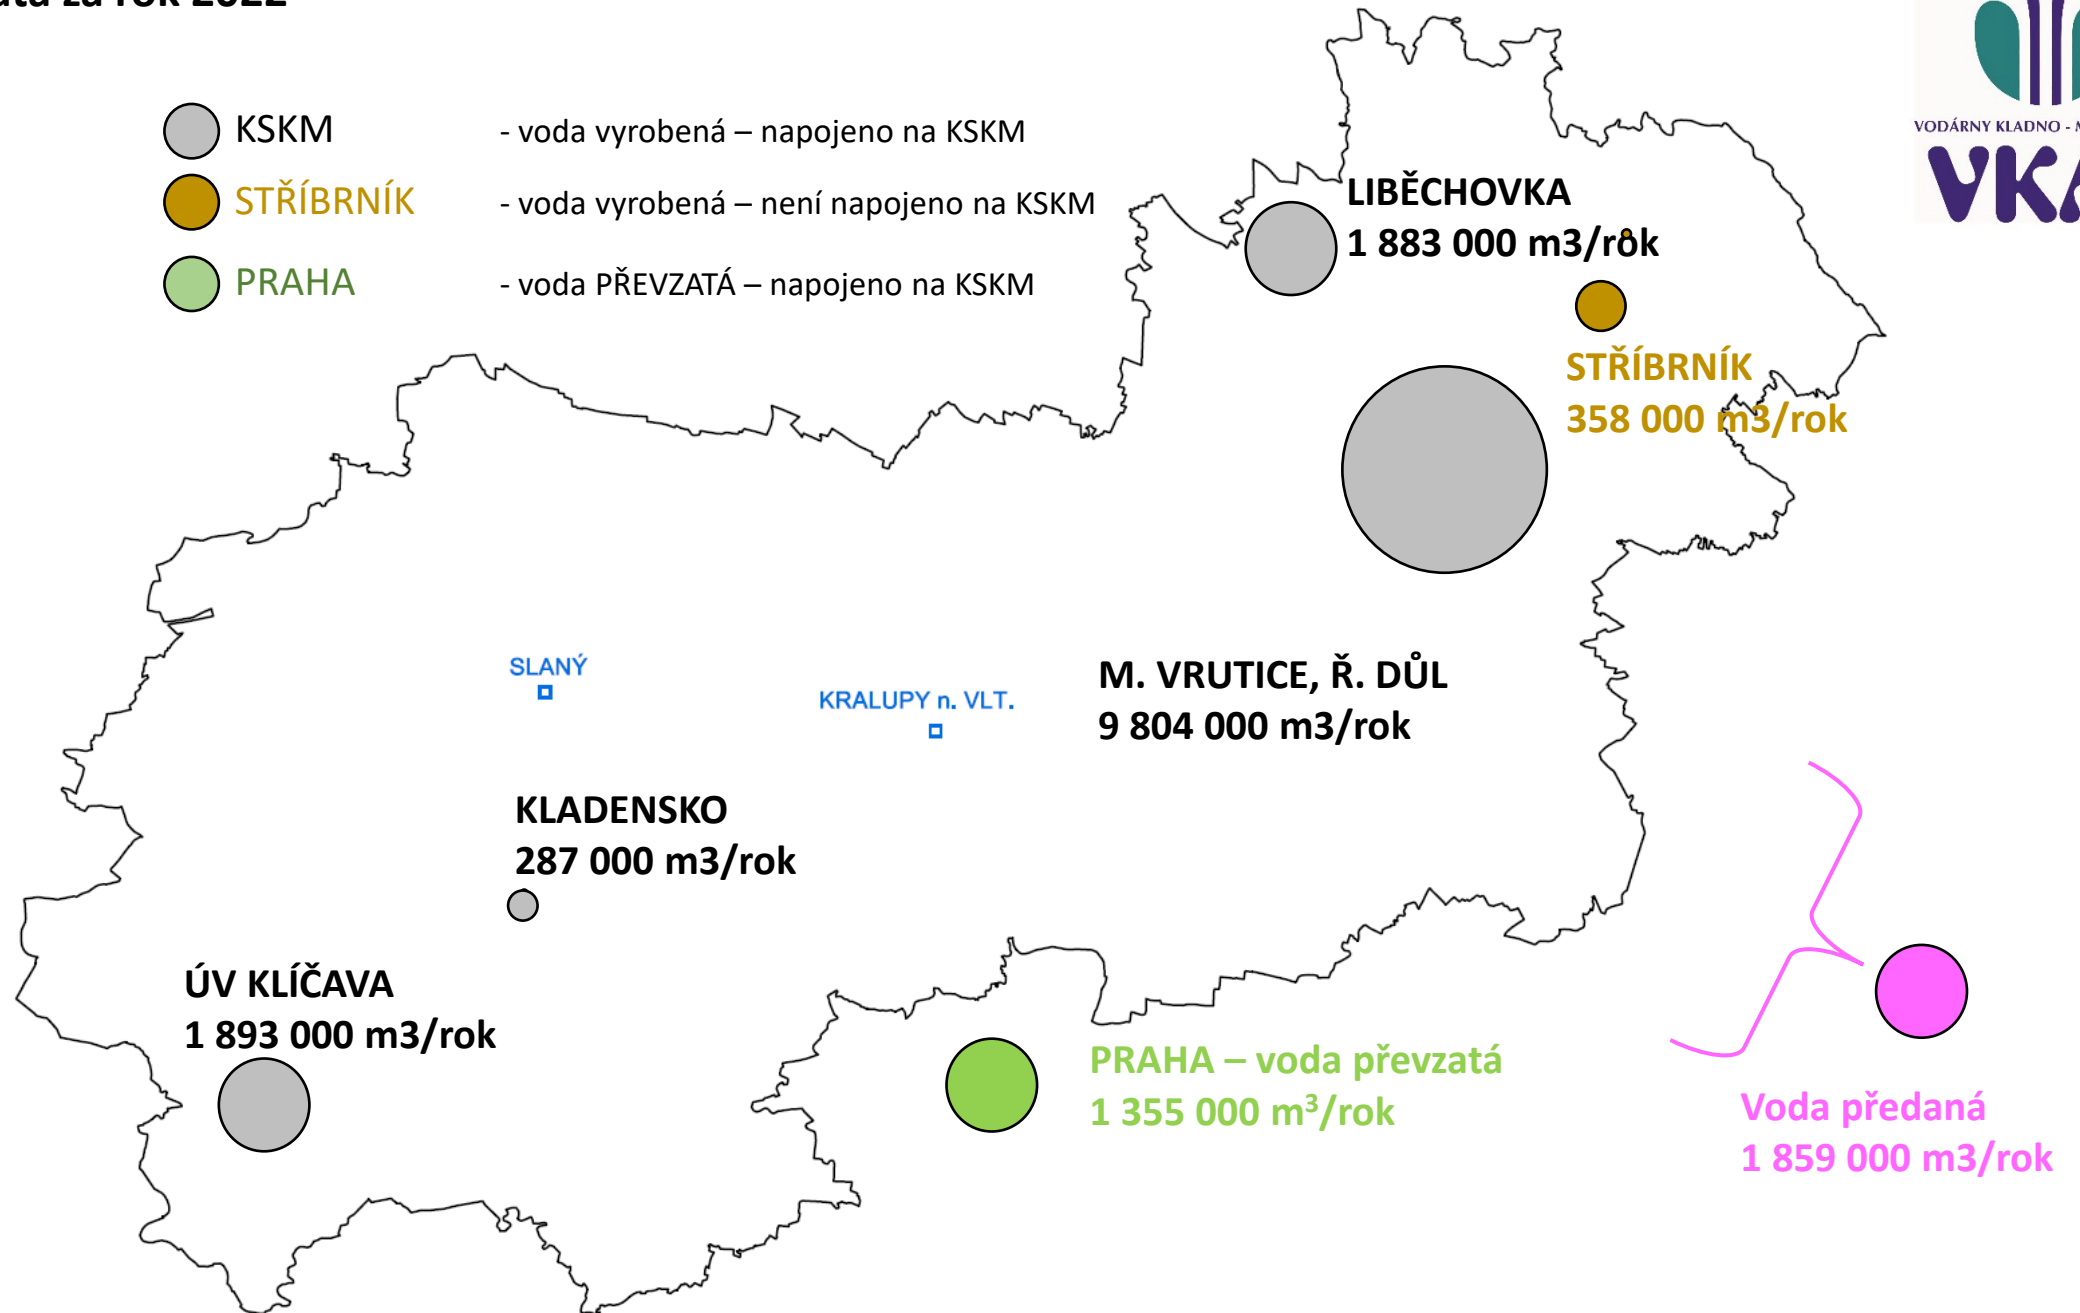 za rok 2022
VODÁRNY KLADNO -
KSKM - voda vyrobená – napojeno na KSKM
STŘÍBRNÍK - voda vyrobená – není napojeno na KSKM
PRAHA - voda PŘEVZATÁ – napojeno na KSKM
LIBĚCHOVKA
1 883 000 m3/rok
STŘÍBRNÍK
358 000 m3/rok
SLANÝ
KRALUPY n. VLT.
M. VRUTICE, Ř. DŮL
9 804 000 m3/rok
KLADENSKO
287 000 m3/rok
ÚV KLÍČAVA
1 893 000 m3/rok
PRAHA – voda převzatá
1 355 000 m³/rok
Voda předaná
1 859 000 m3/rok